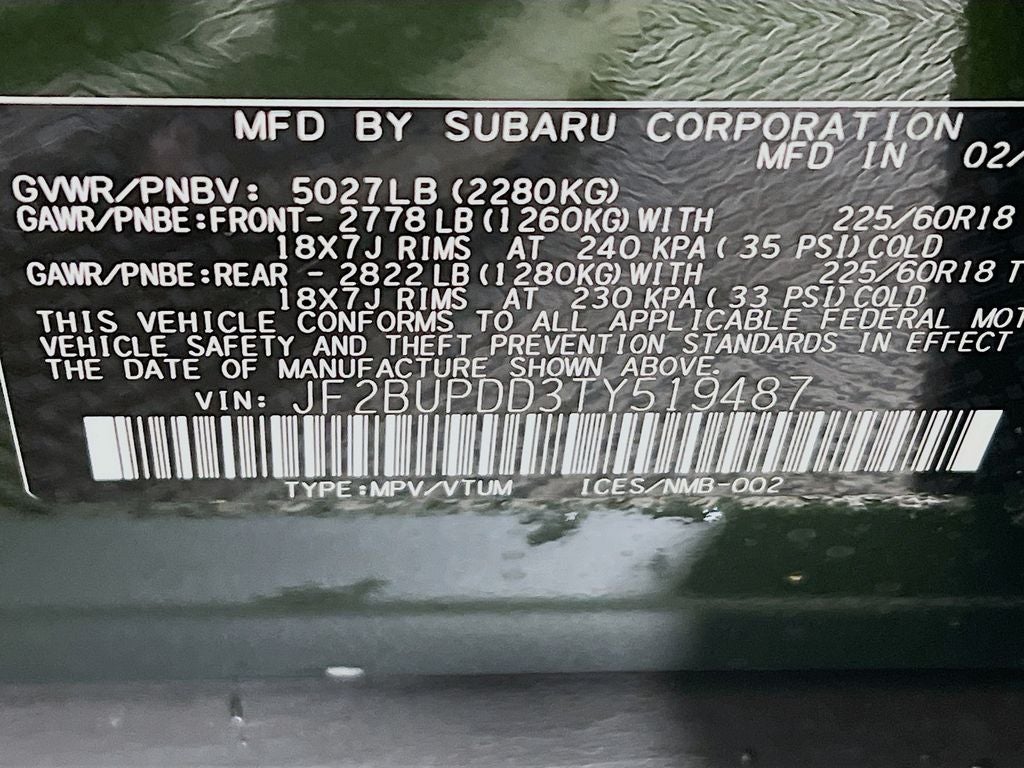 MFD BY SUBARU CORPORATION
MFD IN 02/
GVWR/PNBV: 5027LB (2280KG)
GAWR/PNBE:FRONT- 2778 LB (1260KG) WITH 225/60R18
18X7J RIMS AT 240 KPA ( 35 PSI) COLD
GAWR/PNBE:REAR - 2822 LB (1280KG) WITH 225/60R18 T
18X7J RIMS AT 230 KPA ( 33 PSI) COLD
THIS VEHICLE CONFORMS TO ALL APPLICABLE FEDERAL MOT
VEHICLE SAFETY AND THEFT PREVENTION STANDARDS IN EFFECT
THE DATE OF MANUFACTURE SHOWN ABOVE.
VIN: JF2BUPDD3TY519487
TYPE:MPV/VTUM ICES/NMB-002